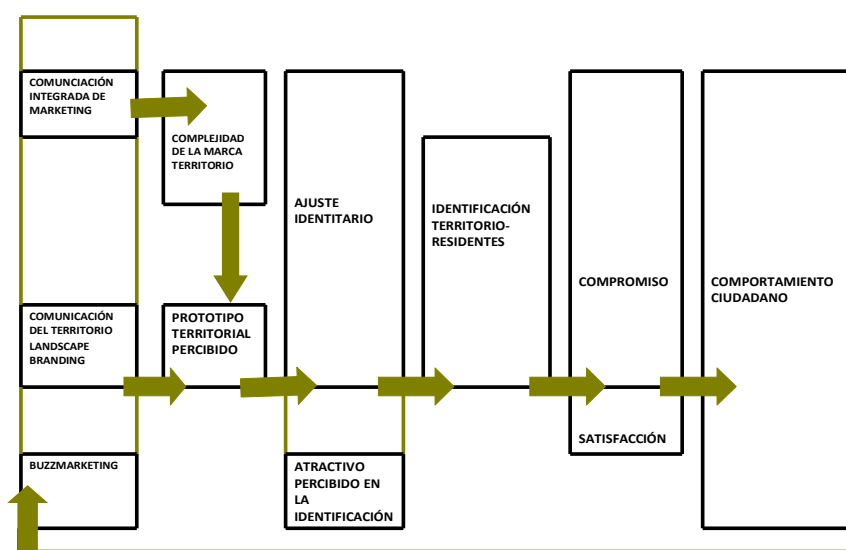 COMUNCIACIÓN
INTEGRADA DE
MARKETING
COMPLEJIDAD
DE LA MARCA
TERRITORIO
AJUSTE
IDENTITARIO
IDENTIFICACIÓN
TERRITORIO-
RESIDENTES
COMPROMISO
COMPORTAMIENTO
CIUDADANO
COMUNICACIÓN
DEL TERRITORIO
LANDSCAPE
BRANDING
PROTOTIPO
TERRITORIAL
PERCIBIDO
SATISFACCIÓN
BUZZMARKETING
ATRACTIVO
PERCIBIDO EN
LA
IDENTIFICACIÓN